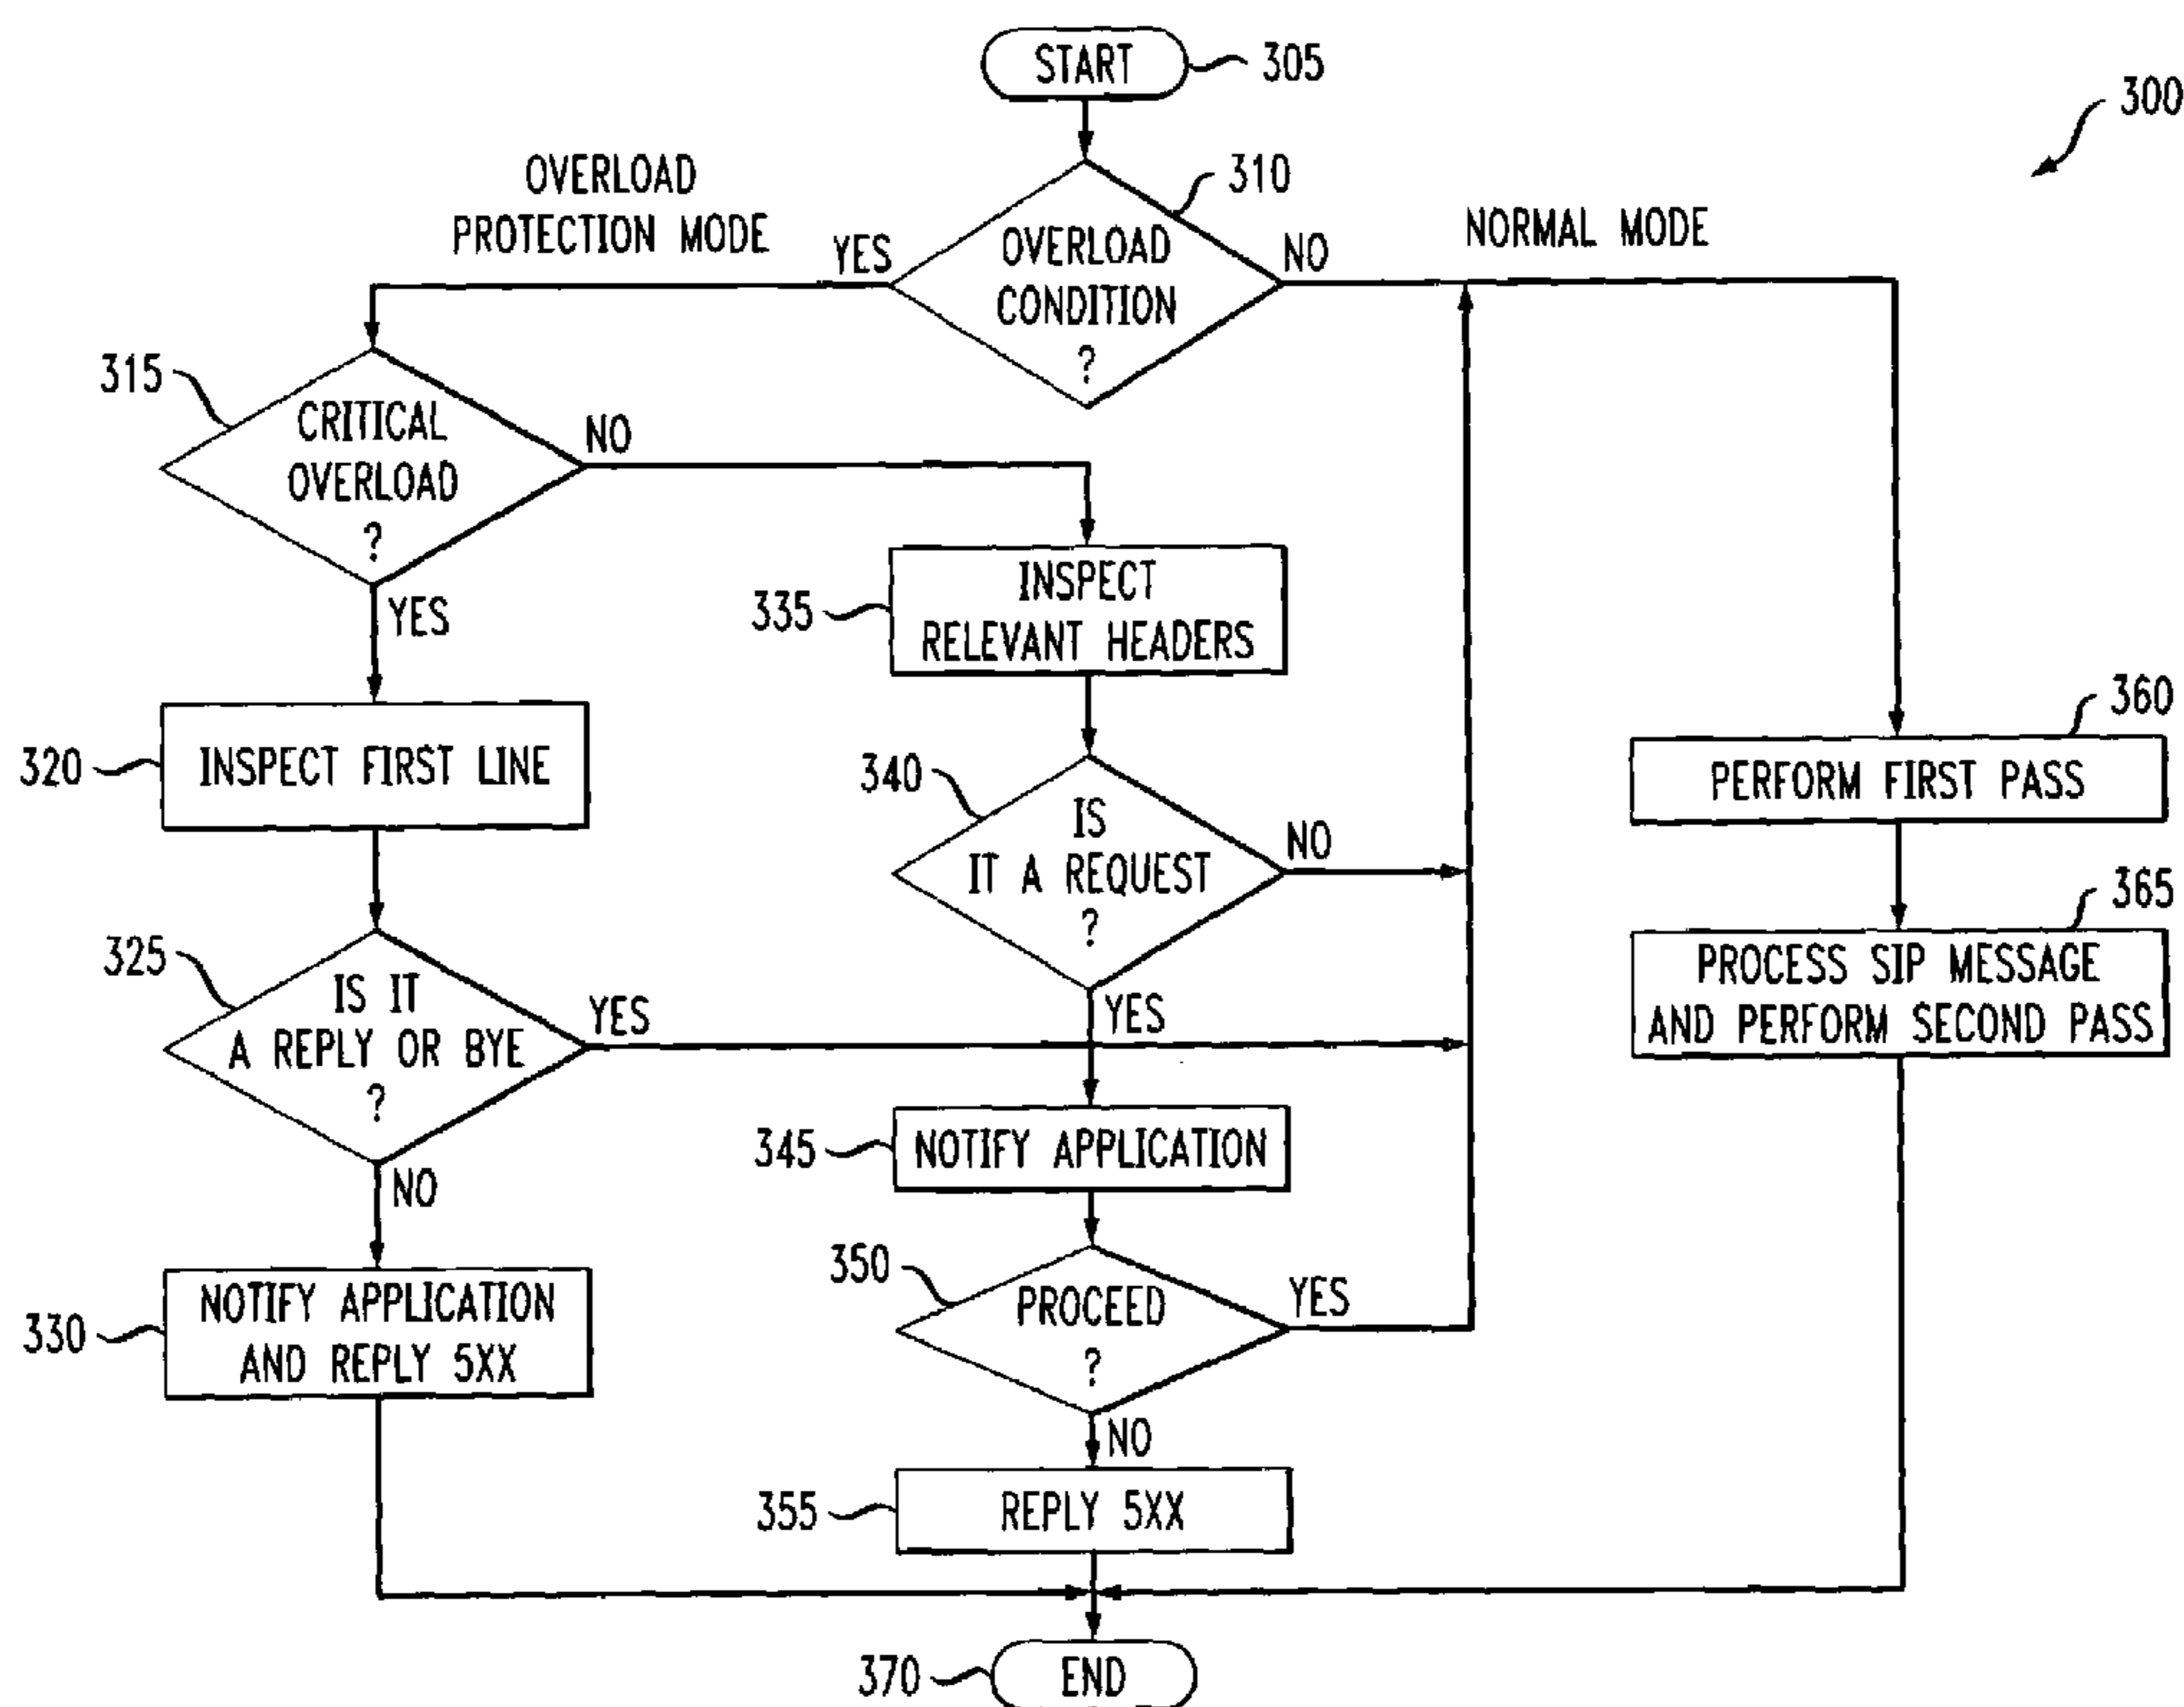 START
305
300
OVERLOAD
PROTECTION MODE
YES
310
OVERLOAD
CONDITION
?
NO
NORMAL MODE
315
CRITICAL
OVERLOAD
?
NO
YES
335
INSPECT
RELEVANT HEADERS
320
INSPECT FIRST LINE
340
IS
IT A REQUEST
?
NO
YES
360
PERFORM FIRST PASS
365
PROCESS SIP MESSAGE
AND PERFORM SECOND PASS
325
IS IT
A REPLY OR BYE
?
YES
NO
345
NOTIFY APPLICATION
330
NOTIFY APPLICATION
AND REPLY 5XX
350
PROCEED
?
YES
NO
355
REPLY 5XX
370
END